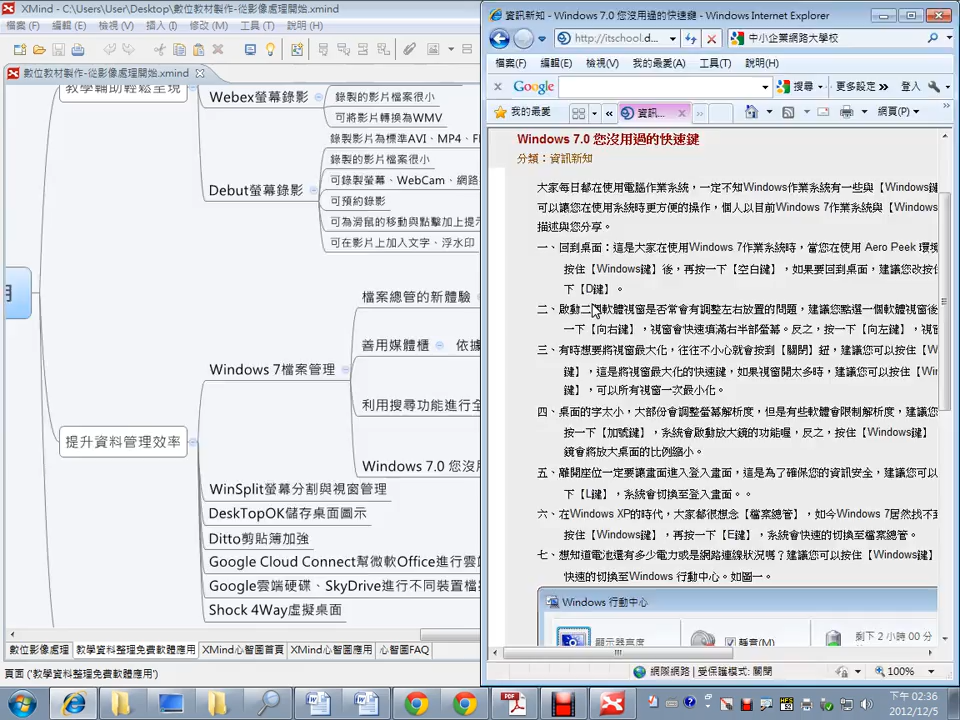 XMind - C:\Users\User\Desktop\數位教材製作-從影像處理開始.xmind
檔案 (F) 編輯 (E) 檢視 (V) 插入 (I) 修改 (M) 工具 (T) 說明 (H)
數位教材製作-從影像處理開始.xmind
教學輔助輕鬆呈現
Webex螢幕錄影
錄製的影片檔案很小
可將影片轉換為WMV
Debut螢幕錄影
錄製影片為標準AVI、MP4、F
錄製的影片檔案很小
可錄製螢幕、WebCam、網路
可預約錄影
可為滑鼠的移動與點擊加上提示
可在影片上加入文字、浮水印
用
提升資料管理效率
Windows 7檔案管理
檔案總管的新體驗
善用媒體櫃
依據
利用搜尋功能進行全
Windows 7.0 您沒用
WinSplit螢幕分割與視窗管理
DeskTopOK儲存桌面圖示
Ditto剪貼簿加強
Google Cloud Connect幫微軟Office進行雲端
Google雲端硬碟、SkyDrive進行不同裝置檔案
Shock 4Way虛擬桌面
數位影像處理 教學資料整理免費軟體應用 XMind心智圖首頁 XMind心智圖應用 心智圖FAQ
頁面 ('教學資料整理免費軟體應用')
資訊新知 - Windows 7.0 您沒用過的快速鍵 - Windows Internet Explorer
http://itschool.d...
中小企業網路大學校
檔案(F) 編輯(E) 檢視(V) 我的最愛(A) 工具(T) 說明(H)
Google 搜尋 更多設定 » 登入
我的最愛 資訊... 網頁(P)
Windows 7.0 您沒用過的快速鍵
分類：資訊新知
大家每日都在使用電腦作業系統，一定不知Windows作業系統有一些與【Windows鍵
可以讓您在使用系統時更方便的操作，個人以目前Windows 7作業系統與【Windows
描述與您分享。
一、回到桌面：這是大家在使用Windows 7作業系統時，當您在使用 Aero Peek 環境
按住【Windows鍵】後，再按一下【空白鍵】，如果要回到桌面，建議您改按住
下【D鍵】。
二、啟動二個軟體視窗是否常會有調整左右放置的問題，建議您點選一個軟體視窗後
一下【向右鍵】，視窗會快速填滿右半部螢幕。反之，按一下【向左鍵】，視窗
三、有時想要將視窗最大化，往往不小心就會按到【關閉】鈕，建議您可以按住【W
鍵】，這是將視窗最大化的快速鍵，如果視窗開太多時，建議您可以按住【Win
鍵】，可以所有視窗一次最小化。
四、桌面的字太小，大部份會調整螢幕解析度，但是有些軟體會限制解析度，建議您
按一下【加號鍵】，系統會啟動放大鏡的功能喔，反之，按住【Windows鍵】
鏡會將放大桌面的比例縮小。
五、離開座位一定要讓畫面進入登入畫面，這是為了確保您的資訊安全，建議您可以
下【L鍵】，系統會切換至登入畫面。。
六、在Windows XP的時代，大家都很想念【檔案總管】，如今Windows 7居然找不到
按住【Windows鍵】，再按一下【E鍵】，系統會快速的切換至檔案總管。
七、想知道電池還有多少電力或是網路連線狀況嗎？建議您可以按住【Windows鍵】
快速的切換至Windows 行動中心。如圖一。
Windows 行動中心
顯示器亮度 靜音(M) 剩下 2 小時 00 分
網際網路 | 受保護模式: 關閉 100%
下午 02:36
2012/12/5